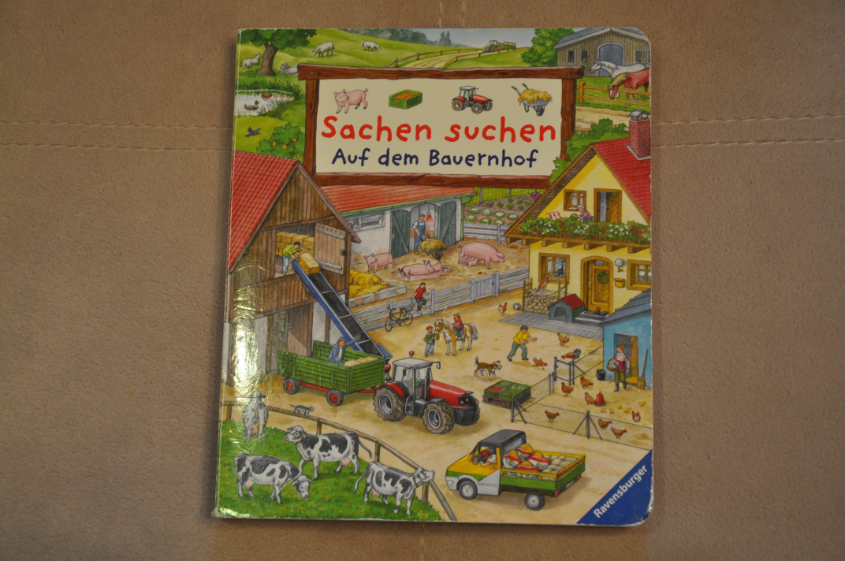 Sachen suchen
Auf dem Bauernhof
Ravensburger